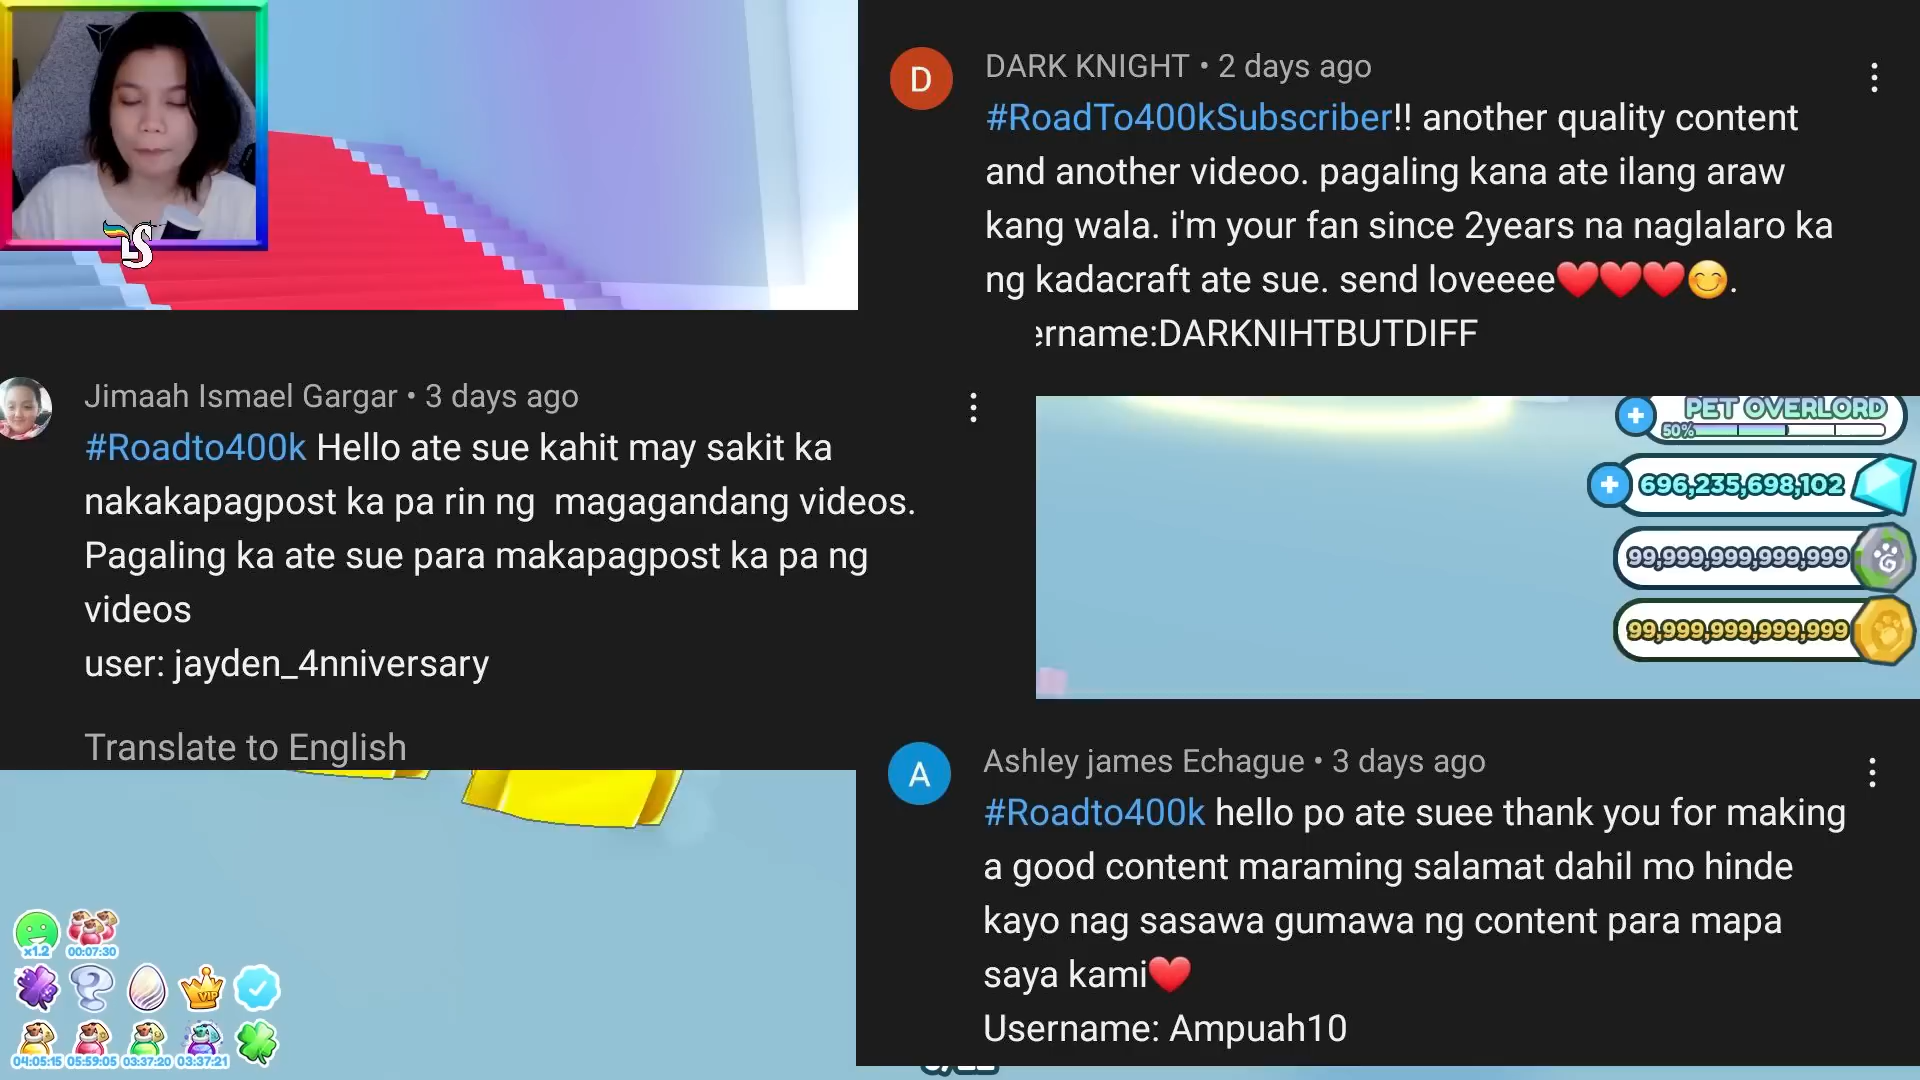 LS
DARK KNIGHT • 2 days ago
#RoadTo400kSubscriber!! another quality content
and another videoo. pagaling kana ate ilang araw
kang wala. i'm your fan since 2years na naglalaro ka
ng kadacraft ate sue. send loveeee❤️❤️❤️😊.
ername:DARKNIHTBUTDIFF
D
Jimaah Ismael Gargar • 3 days ago
#Roadto400k Hello ate sue kahit may sakit ka
nakakapagpost ka pa rin ng  magagandang videos.
Pagaling ka ate sue para makapagpost ka pa ng
videos
user: jayden_4nniversary
Translate to English
PET OVERLORD
50%
696,235,698,102
99,999,999,999,999
99,999,999,999,999
A
Ashley james Echague • 3 days ago
#Roadto400k hello po ate suee thank you for making
a good content maraming salamat dahil mo hinde
kayo nag sasawa gumawa ng content para mapa
saya kami❤️
Username: Ampuah10
x1.2 00:07:30
VIP
04:05:15 05:59:05 03:37:20 03:37:21